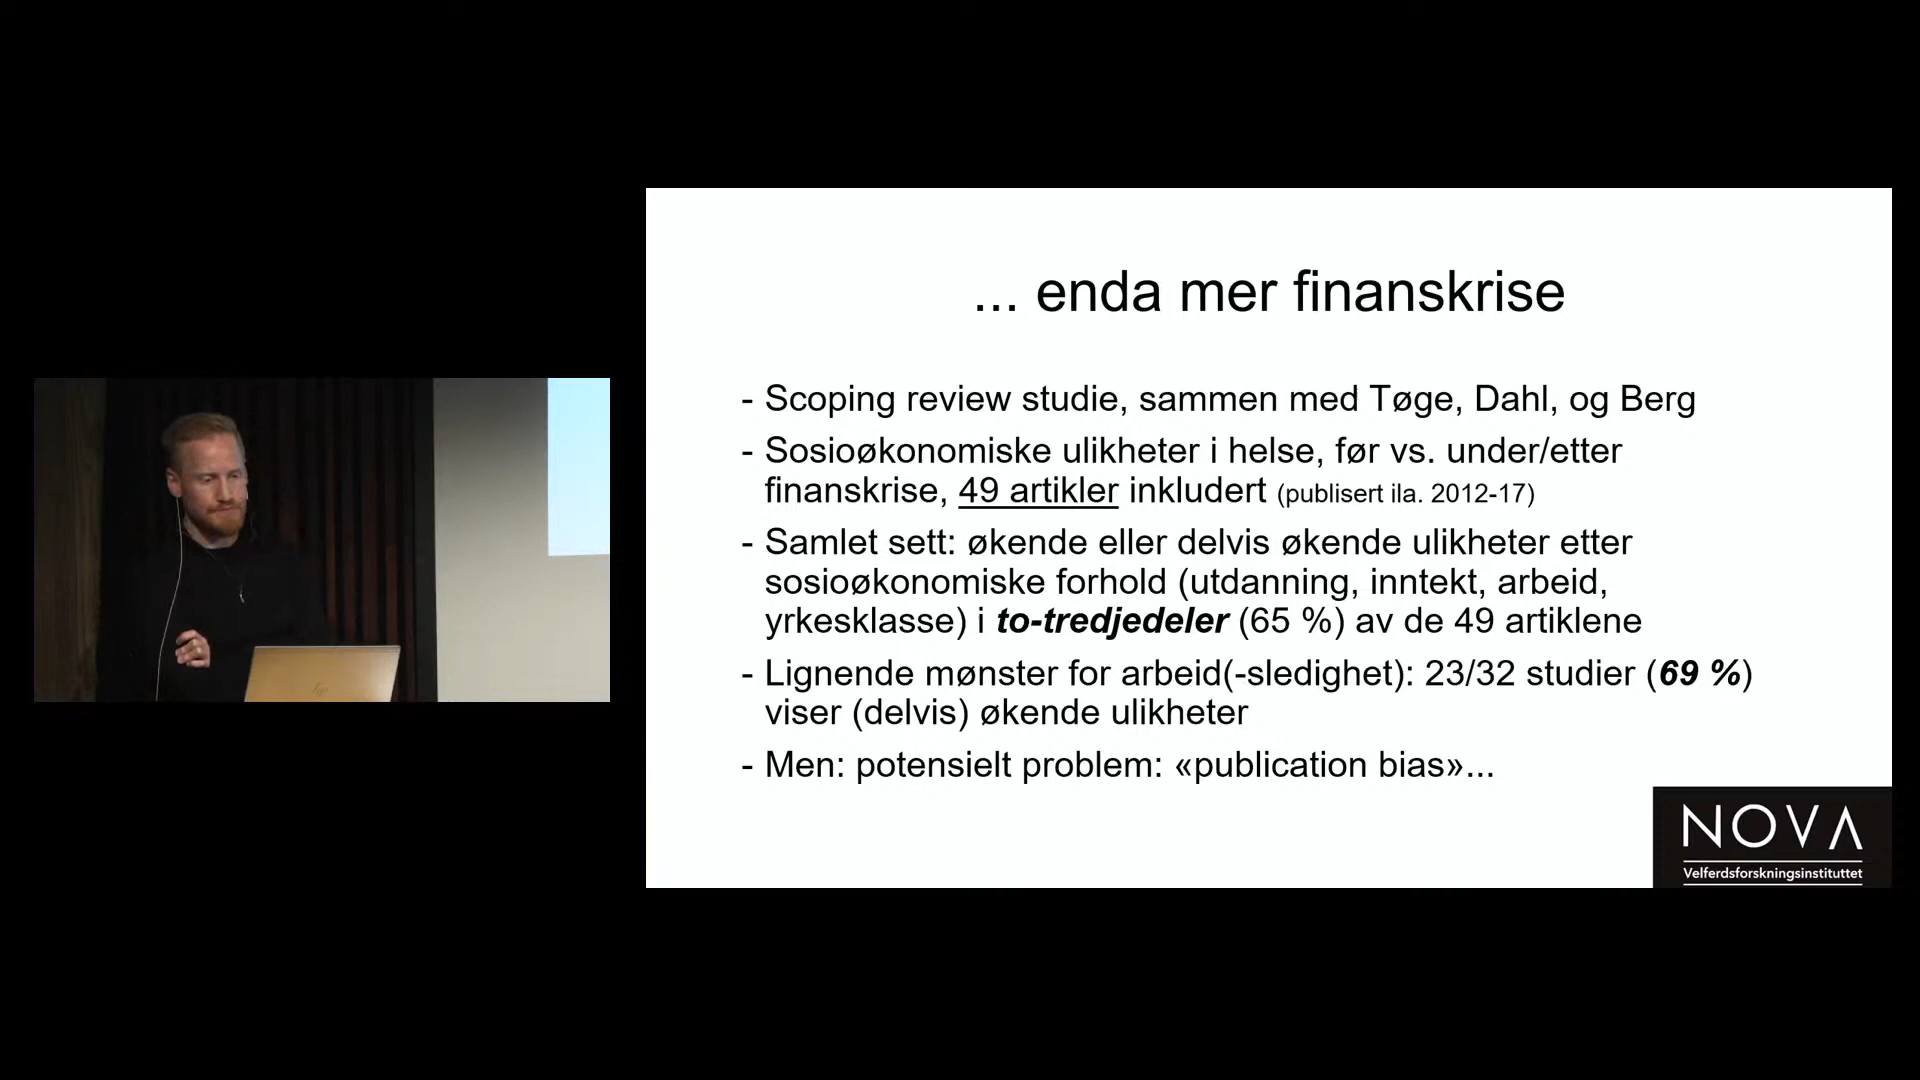 ... enda mer finanskrise
- Scoping review studie, sammen med Tøge, Dahl, og Berg
- Sosioøkonomiske ulikheter i helse, før vs. under/etter
finanskrise, 49 artikler inkludert (publisert ila. 2012-17)
- Samlet sett: økende eller delvis økende ulikheter etter
sosioøkonomiske forhold (utdanning, inntekt, arbeid,
yrkesklasse) i to-tredjedeler (65 %) av de 49 artiklene
- Lignende mønster for arbeid(-sledighet): 23/32 studier (69 %)
viser (delvis) økende ulikheter
- Men: potensielt problem: «publication bias»...
NOVA
Velferdsforskningsinstituttet